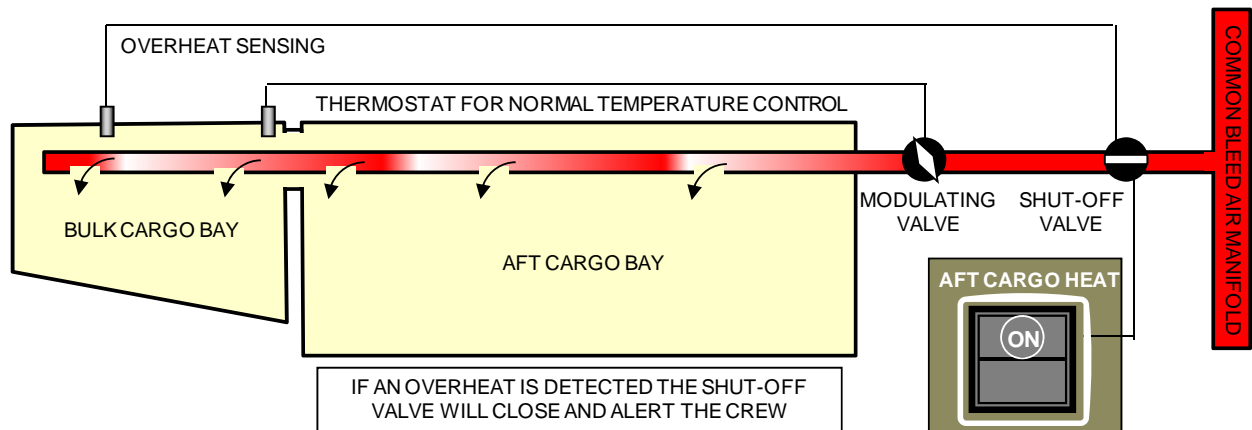 OVERHEAT SENSING
THERMOSTAT FOR NORMAL TEMPERATURE CONTROL
COMMON BLEED AIR MANIFOLD
MODULATING
VALVE
SHUT-OFF
VALVE
BULK CARGO BAY
AFT CARGO BAY
AFT CARGO HEAT
ON
IF AN OVERHEAT IS DETECTED THE SHUT-OFF
VALVE WILL CLOSE AND ALERT THE CREW